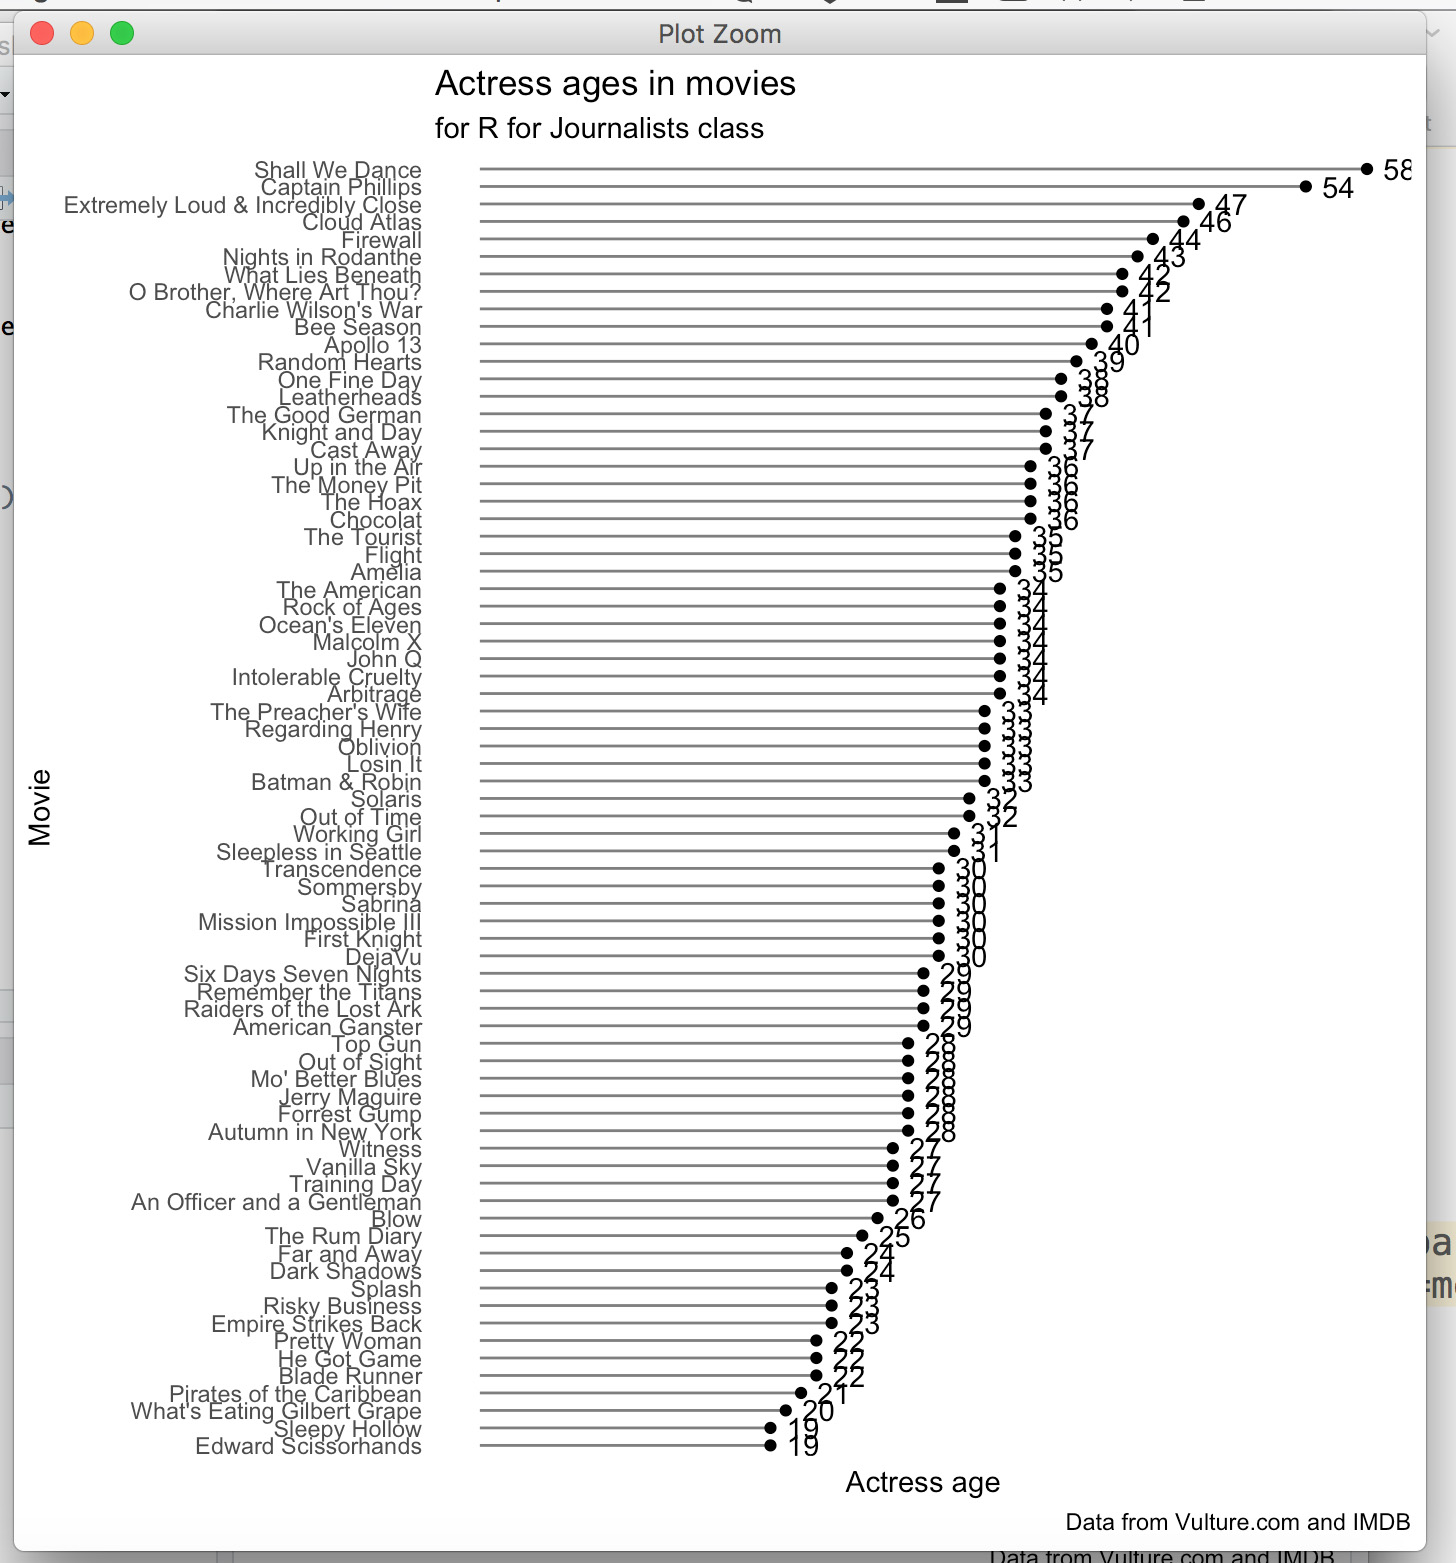 Plot Zoom
Actress ages in movies
for R for Journalists class
Shall We Dance 58
Captain Phillips 54
Extremely Loud & Incredibly Close 47
Cloud Atlas 46
Firewall 44
Nights in Rodanthe 43
What Lies Beneath 42
O Brother, Where Art Thou? 42
Charlie Wilson's War 41
Bee Season 41
Apollo 13 40
Random Hearts 39
One Fine Day 38
Leatherheads 38
The Good German 37
Knight and Day 37
Cast Away 37
Up in the Air 36
The Money Pit 36
The Hoax 36
Chocolat 36
The Tourist 35
Flight 35
Amelia 35
The American 34
Rock of Ages 34
Ocean's Eleven 34
Malcolm X 34
John Q 34
Intolerable Cruelty 34
Arbitrage 34
The Preacher's Wife 33
Regarding Henry 33
Oblivion 33
Losin It 33
Batman & Robin 33
Solaris 32
Out of Time 32
Working Girl 31
Sleepless in Seattle 31
Transcendence 30
Sommersby 30
Sabrina 30
Mission Impossible III 30
First Knight 30
DejaVu 30
Six Days Seven Nights 29
Remember the Titans 29
Raiders of the Lost Ark 29
American Ganster 29
Top Gun 28
Out of Sight 28
Mo' Better Blues 28
Jerry Maguire 28
Forrest Gump 28
Autumn in New York 28
Witness 27
Vanilla Sky 27
Training Day 27
An Officer and a Gentleman 27
Blow 26
The Rum Diary 25
Far and Away 24
Dark Shadows 24
Splash 23
Risky Business 23
Empire Strikes Back 23
Pretty Woman 22
He Got Game 22
Blade Runner 22
Pirates of the Caribbean 21
What's Eating Gilbert Grape 20
Sleepy Hollow 19
Edward Scissorhands 19
Movie
Actress age
Data from Vulture.com and IMDB
Data from Vulture.com and IMDB